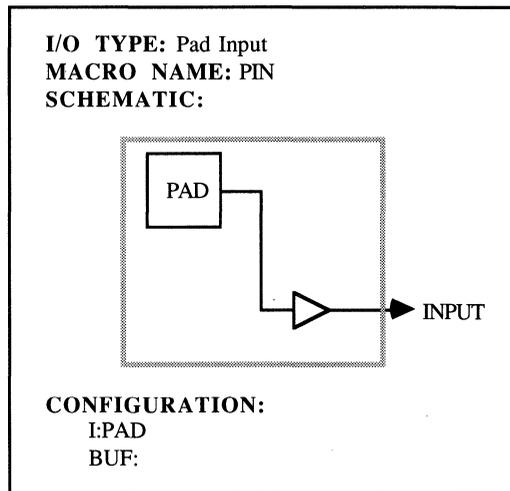 I/O TYPE: Pad Input
MACRO NAME: PIN
SCHEMATIC:
PAD
INPUT
CONFIGURATION:
I:PAD
BUF: